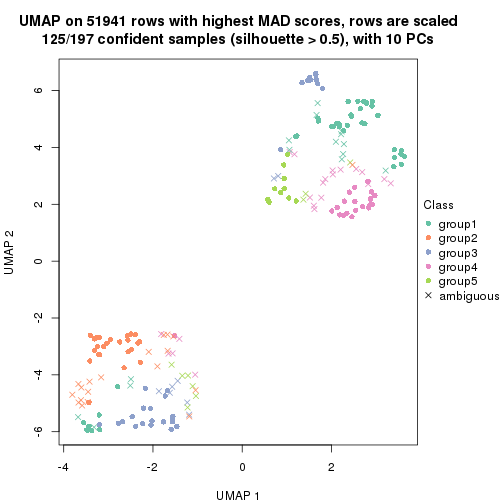 UMAP on 51941 rows with highest MAD scores, rows are scaled
125/197 confident samples (silhouette > 0.5), with 10 PCs
6
4
2
0
-2
-4
-6
UMAP 2
-4
-2
0
2
UMAP 1
Class
group1
group2
group3
group4
group5
ambiguous